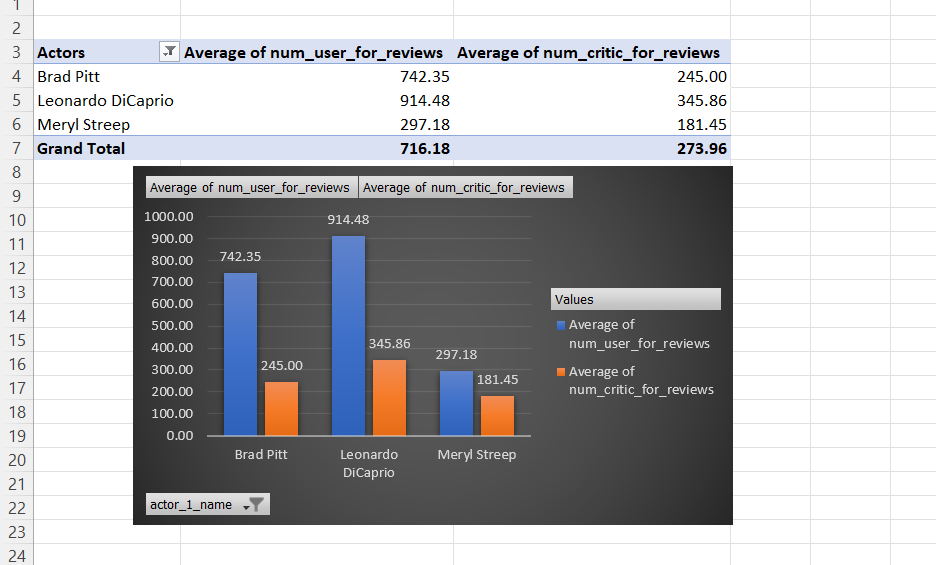 1
2
3 Actors Average of num_user_for_reviews Average of num_critic_for_reviews
4 Brad Pitt 742.35 245.00
5 Leonardo DiCaprio 914.48 345.86
6 Meryl Streep 297.18 181.45
7 Grand Total 716.18 273.96
8
9
10
11
12
13
14
15
16
17
18
19
20
21
22
23
24
Average of num_user_for_reviews Average of num_critic_for_reviews
1000.00
900.00
800.00
700.00
600.00
500.00
400.00
300.00
200.00
100.00
0.00
742.35
245.00
914.48
345.86
297.18
181.45
Brad Pitt
Leonardo
DiCaprio
Meryl Streep
Values
Average of
num_user_for_reviews
Average of
num_critic_for_reviews
actor_1_name